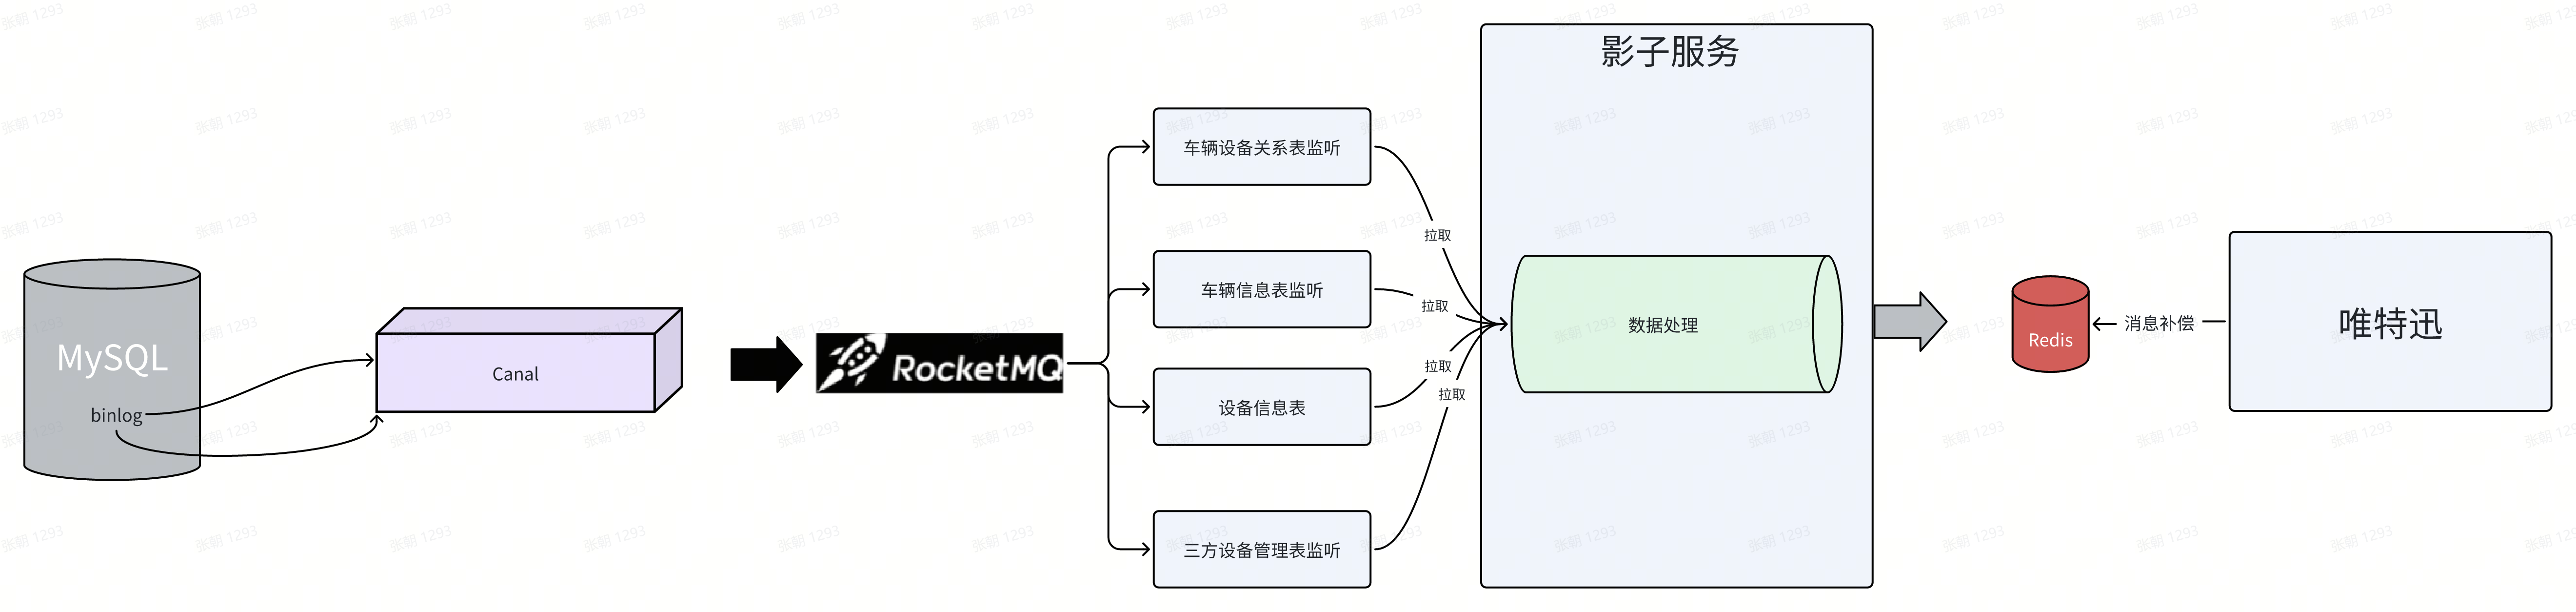 影子服务
车辆设备关系表监听
拉取
车辆信息表监听
拉取
MySQL
binlog
Canal
RocketMQ
数据处理
Redis
消息补偿
唯特迅
拉取
设备信息表
拉取
三方设备管理表监听
张朝 1293